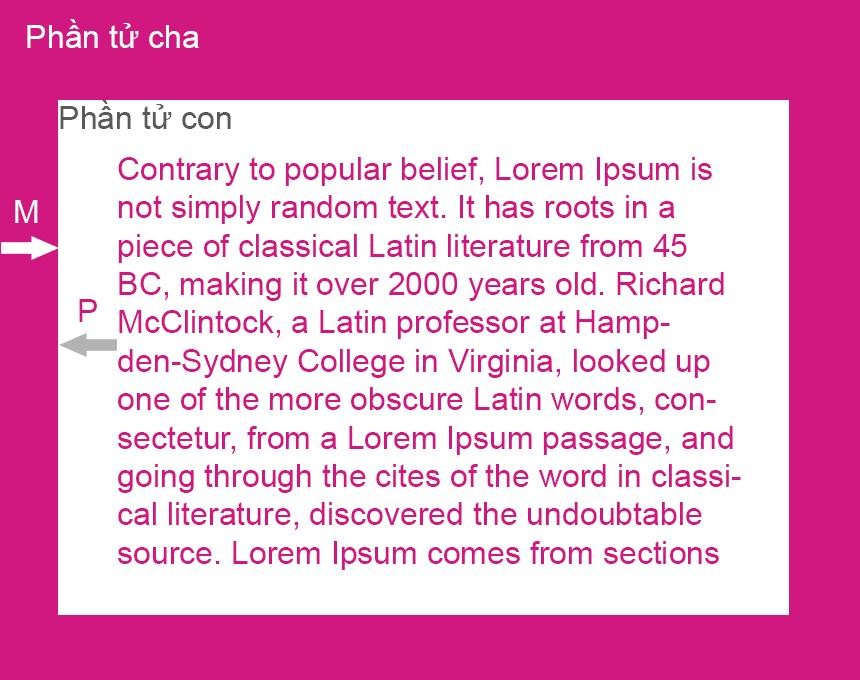 Phần tử cha
Phần tử con
Contrary to popular belief, Lorem Ipsum is
not simply random text. It has roots in a
M
piece of classical Latin literature from 45
BC, making it over 2000 years old. Richard
P
McClintock, a Latin professor at Hamp-
den-Sydney College in Virginia, looked up
one of the more obscure Latin words, con-
sectetur, from a Lorem Ipsum passage, and
going through the cites of the word in classi-
cal literature, discovered the undoubtable
source. Lorem Ipsum comes from sections